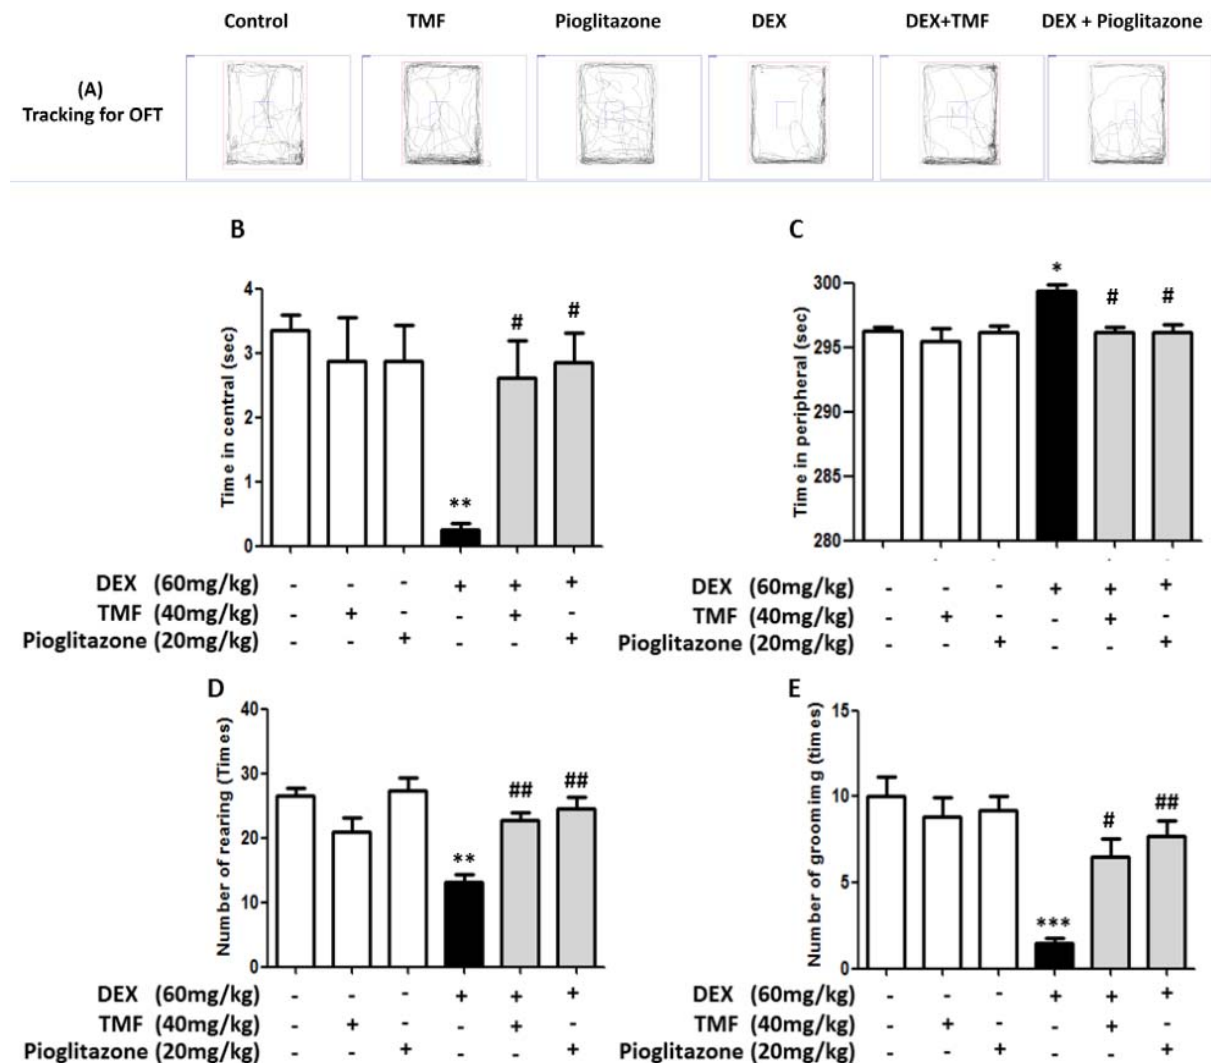 Control TMF Pioglitazone DEX DEX+TMF DEX + Pioglitazone
(A)
Tracking for OFT
B
Time in central (sec)
4
3
2
1
0
**
#
#
DEX (60mg/kg) - - - + + +
TMF (40mg/kg) - + - - + -
Pioglitazone (20mg/kg) - - + - - +
C
Time in peripheral (sec)
300
295
290
285
280
*
#
#
DEX (60mg/kg) - - - + + +
TMF (40mg/kg) - + - - + -
Pioglitazone (20mg/kg) - - + - - +
D
Number of rearing (Times)
40
30
20
10
0
**
##
##
DEX (60mg/kg) - - - + + +
TMF (40mg/kg) - + - - + -
Pioglitazone (20mg/kg) - - + - - +
E
Number of groomimg (times)
15
10
5
0
***
#
##
DEX (60mg/kg) - - - + + +
TMF (40mg/kg) - + - - + -
Pioglitazone (20mg/kg) - - + - - +